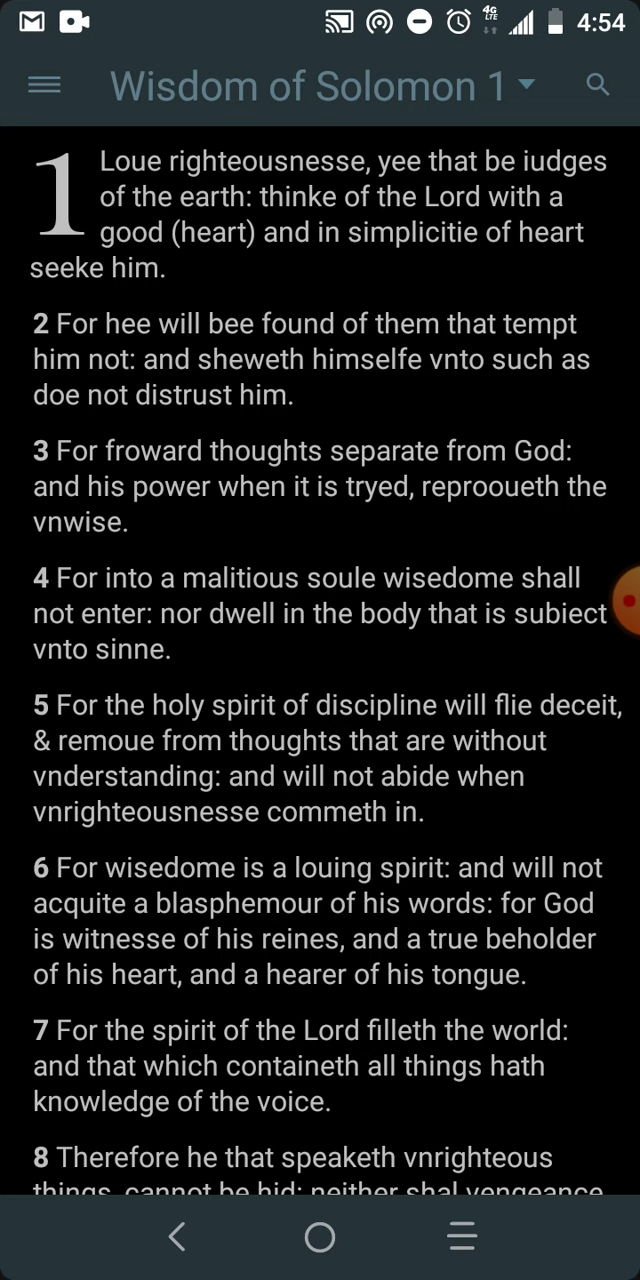 4G
LTE
4:54
Wisdom of Solomon 1
1 Loue righteousnesse, yee that be iudges
of the earth: thinke of the Lord with a
good (heart) and in simplicitie of heart
seeke him.
2 For hee will bee found of them that tempt
him not: and sheweth himselfe vnto such as
doe not distrust him.
3 For froward thoughts separate from God:
and his power when it is tryed, reprooueth the
vnwise.
4 For into a malitious soule wisedome shall
not enter: nor dwell in the body that is subiect
vnto sinne.
5 For the holy spirit of discipline will flie deceit,
& remoue from thoughts that are without
vnderstanding: and will not abide when
vnrighteousnesse commeth in.
6 For wisedome is a louing spirit: and will not
acquite a blasphemour of his words: for God
is witnesse of his reines, and a true beholder
of his heart, and a hearer of his tongue.
7 For the spirit of the Lord filleth the world:
and that which containeth all things hath
knowledge of the voice.
8 Therefore he that speaketh vnrighteous
things, cannot be hid: neither shal vengeance,